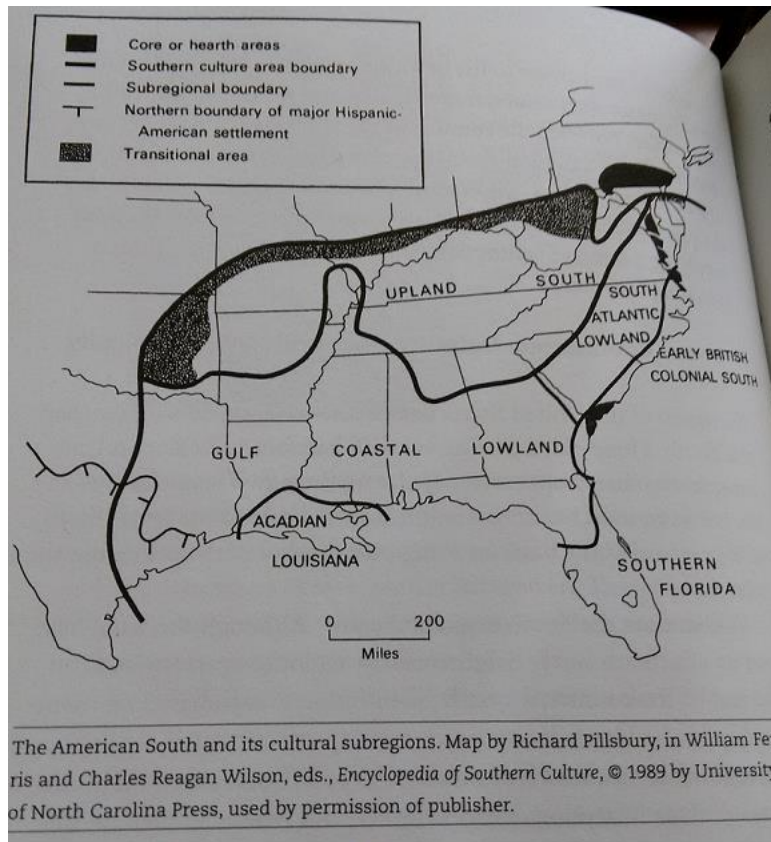 Core or hearth areas
Southern culture area boundary
Subregional boundary
Northern boundary of major Hispanic-
American settlement
Transitional area
UPLAND
SOUTH
SOUTH
ATLANTIC
LOWLAND
EARLY BRITISH
COLONIAL SOUTH
GULF
COASTAL
LOWLAND
ACADIAN
LOUISIANA
SOUTHERN
FLORIDA
0 200
Miles
The American South and its cultural subregions. Map by Richard Pillsbury, in William Fe
ris and Charles Reagan Wilson, eds., Encyclopedia of Southern Culture, © 1989 by University
of North Carolina Press, used by permission of publisher.